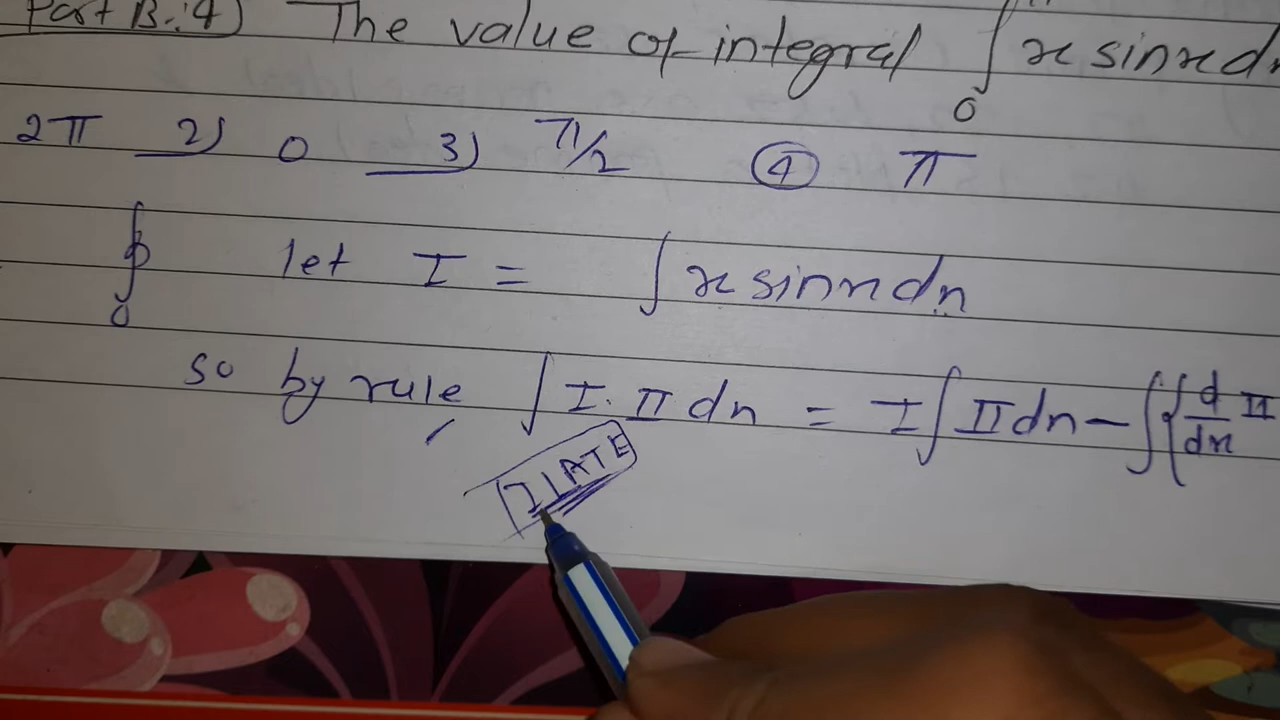 Part B.:4) The value of integral ∫ x sinx d
0
2π 2) 0 3) π/2 4 π
∮ let I = ∫ x sinx dx
0
so by rule, ∫ I. II dx = I ∫ II dx - ∫{ d/dx II
ILATE